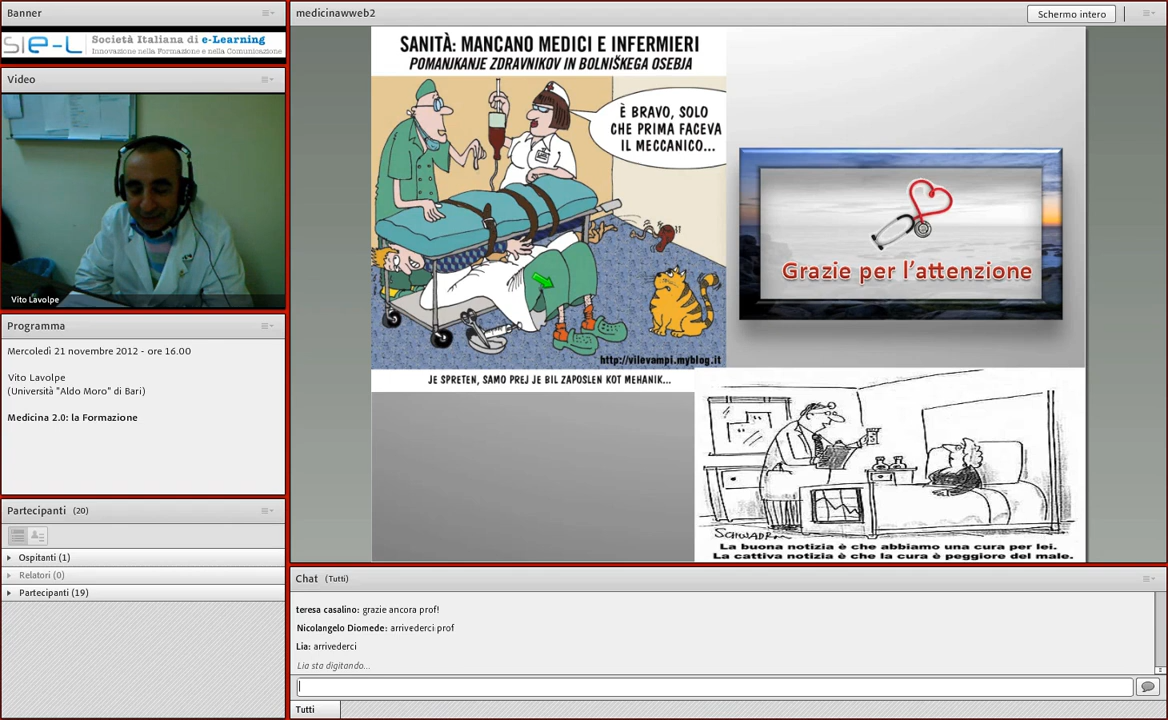 Banner
SIe-L Società Italiana di e-Learning
Innovazione nella Formazione e nella Comunicazione
Video
Vito Lavolpe
Programma
Mercoledì 21 novembre 2012 - ore 16.00
Vito Lavolpe
(Università "Aldo Moro" di Bari)
Medicina 2.0: la Formazione
Partecipanti (20)
Ospitanti (1)
Relatori (0)
Partecipanti (19)
medicinawweb2
Schermo intero
SANITÀ: MANCANO MEDICI E INFERMIERI
POMANJKANJE ZDRAVNIKOV IN BOLNIŠKEGA OSEBJA
È BRAVO, SOLO
CHE PRIMA FACEVA
IL MECCANICO...
http://vilevampi.myblog.it
JE SPRETEN, SAMO PREJ JE BIL ZAPOSLEN KOT MEHANIK...
Grazie per l'attenzione
SCHWADRON
La buona notizia è che abbiamo una cura per lei.
La cattiva notizia è che la cura è peggiore del male.
Chat (Tutti)
teresa casalino: grazie ancora prof!
Nicolangelo Diomede: arrivederci prof
Lia: arrivederci
Lia sta digitando...
Tutti